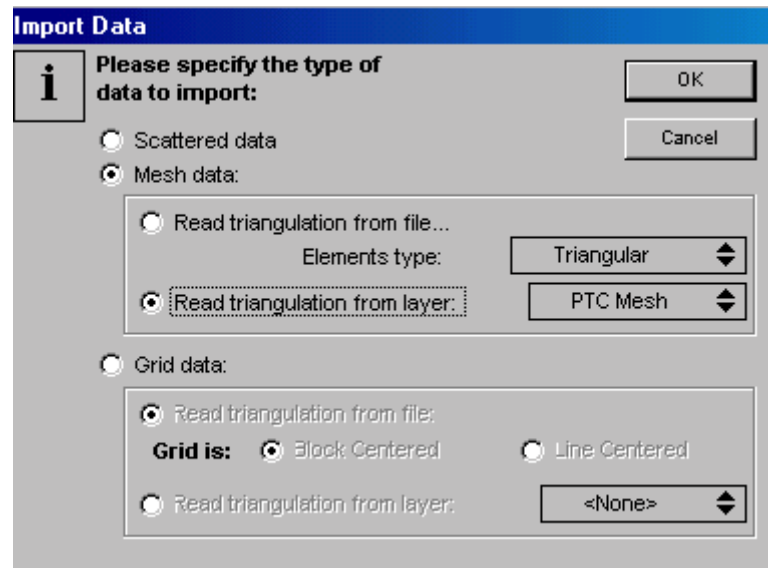 Import Data
i
Please specify the type of
data to import:
OK
Cancel
Scattered data
Mesh data:
Read triangulation from file...
Elements type: Triangular
Read triangulation from layer: PTC Mesh
Grid data:
Read triangulation from file:
Grid is: Block Centered Line Centered
Read triangulation from layer: <None>